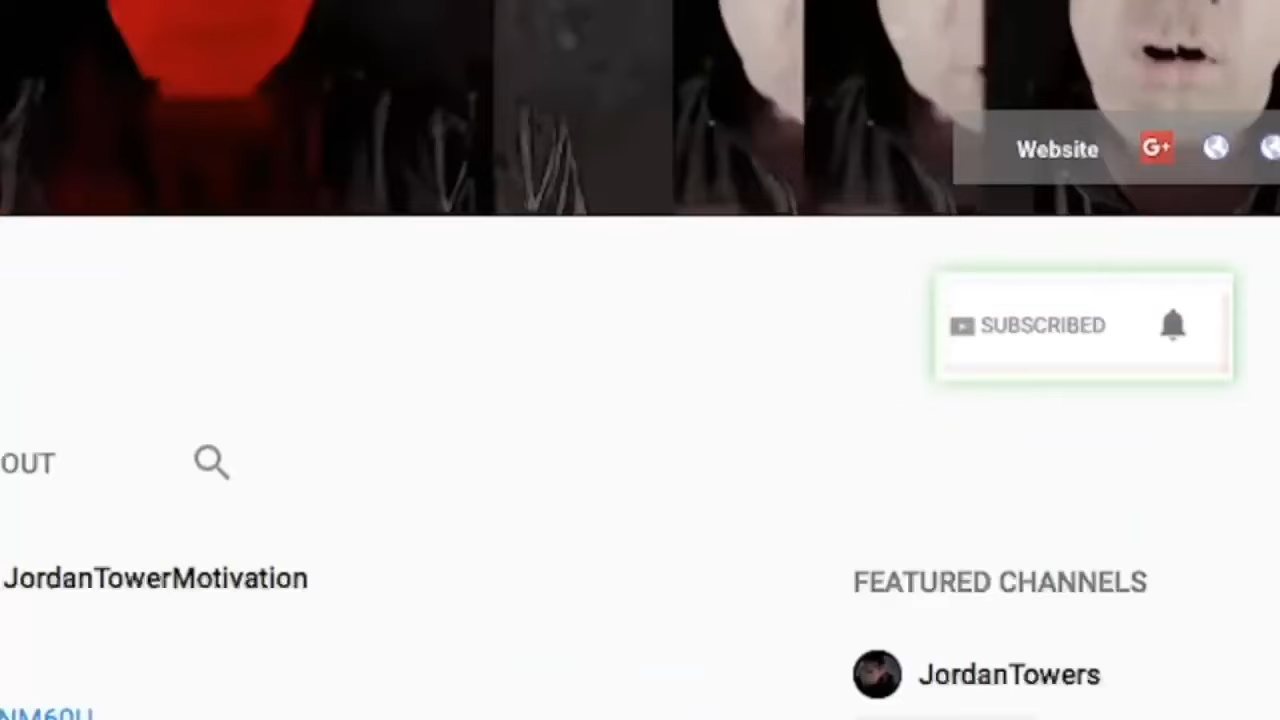 Website G+
SUBSCRIBED
OUT
JordanTowerMotivation
FEATURED CHANNELS
JordanTowers